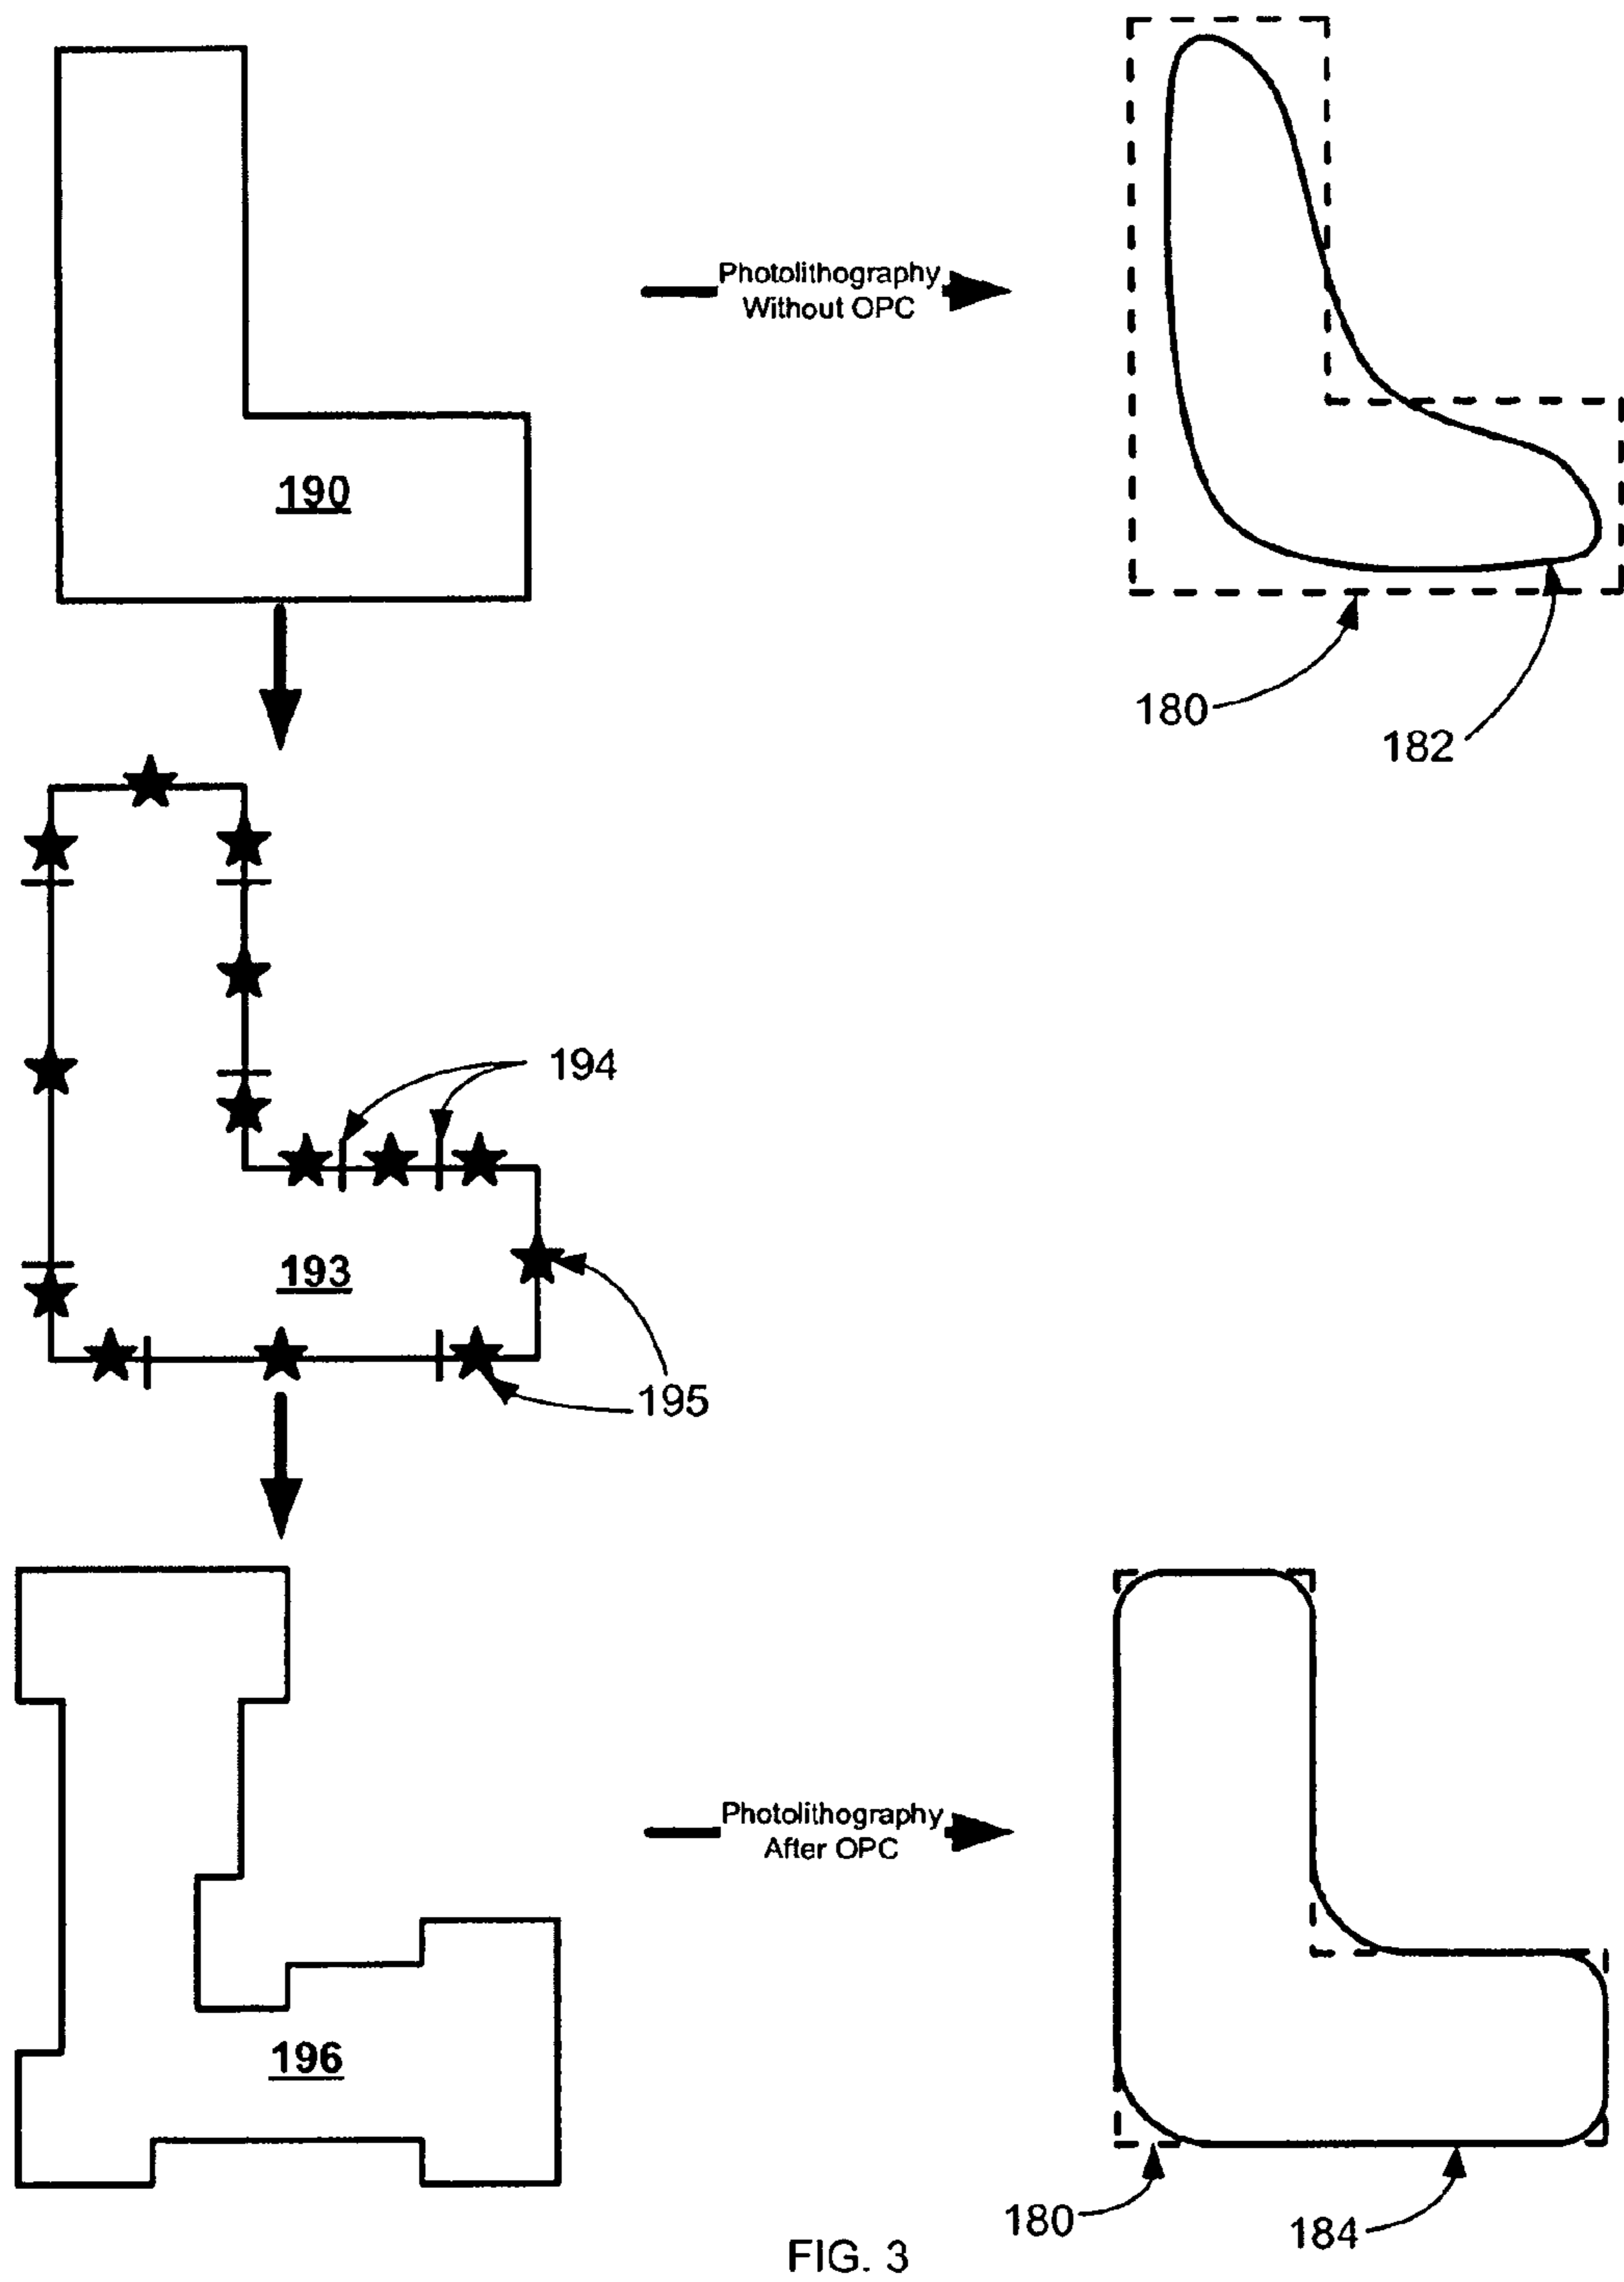 Photolithography
Without OPC
190
180
182
194
193
195
Photolithography
After OPC
196
180
184
FIG. 3